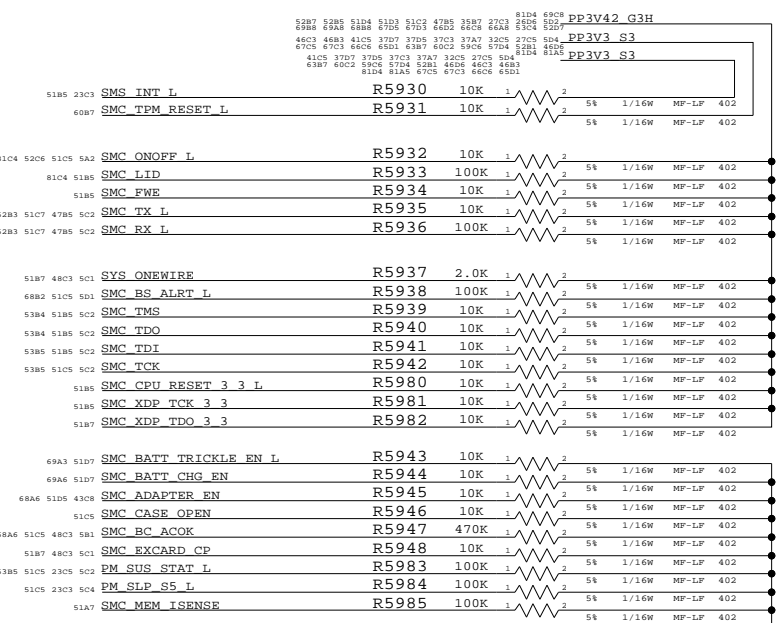 81D4 69C8
52B7 52B5 51D4 51D3 51C2 47B5 35B7 27C3 26D6 5D2 PP3V42_G3H
69B8 69A8 68B8 67D5 67D3 66D2 66C8 66A8 53C4 52D7
46C3 46B3 41C5 37D7 37D5 37C3 37A7 32C5 27C5 5D4 PP3V3_S3
67C5 67C3 66C6 65D1 63B7 60C2 59C6 57D4 52B1 46D6
81D4 81A5 PP3V3_S3
41C5 37D7 37D5 37C3 37A7 32C5 27C5 5D4
63B7 60C2 59C6 57D4 52B1 46D6 46C3 46B3
81D4 81A5 67C5 67C3 66C6 65D1
51B5 23C3 SMS_INT_L R5930 10K 1 2
5% 1/16W MF-LF 402
60B7 SMC_TPM_RESET_L R5931 10K 1 2
5% 1/16W MF-LF 402
81C4 52C6 51C5 5A2 SMC_ONOFF_L R5932 10K 1 2
5% 1/16W MF-LF 402
81C4 51B5 SMC_LID R5933 100K 1 2
5% 1/16W MF-LF 402
51B5 SMC_FWE R5934 10K 1 2
5% 1/16W MF-LF 402
52B3 51C7 47B5 5C2 SMC_TX_L R5935 10K 1 2
5% 1/16W MF-LF 402
52B3 51C7 47B5 5C2 SMC_RX_L R5936 100K 1 2
5% 1/16W MF-LF 402
51B7 48C3 5C1 SYS_ONEWIRE R5937 2.0K 1 2
5% 1/16W MF-LF 402
68B2 51C5 5D1 SMC_BS_ALRT_L R5938 100K 1 2
5% 1/16W MF-LF 402
53B4 51B5 5C2 SMC_TMS R5939 10K 1 2
5% 1/16W MF-LF 402
53B4 51B5 5C2 SMC_TDO R5940 10K 1 2
5% 1/16W MF-LF 402
53B5 51B5 5C2 SMC_TDI R5941 10K 1 2
5% 1/16W MF-LF 402
53B5 51C5 5C2 SMC_TCK R5942 10K 1 2
5% 1/16W MF-LF 402
51B5 SMC_CPU_RESET_3_3_L R5980 10K 1 2
5% 1/16W MF-LF 402
51B5 SMC_XDP_TCK_3_3 R5981 10K 1 2
5% 1/16W MF-LF 402
51B7 SMC_XDP_TDO_3_3 R5982 10K 1 2
5% 1/16W MF-LF 402
69A3 51D7 SMC_BATT_TRICKLE_EN_L R5943 10K 1 2
5% 1/16W MF-LF 402
69A6 51D7 SMC_BATT_CHG_EN R5944 10K 1 2
5% 1/16W MF-LF 402
68A6 51D5 43C8 SMC_ADAPTER_EN R5945 10K 1 2
5% 1/16W MF-LF 402
51C5 SMC_CASE_OPEN R5946 10K 1 2
5% 1/16W MF-LF 402
68A6 51C5 48C3 5B1 SMC_BC_ACOK R5947 470K 1 2
5% 1/16W MF-LF 402
51B7 48C3 5C1 SMC_EXCARD_CP R5948 10K 1 2
5% 1/16W MF-LF 402
53B5 51C5 23C5 5C2 PM_SUS_STAT_L R5983 100K 1 2
5% 1/16W MF-LF 402
51C5 23C3 5C4 PM_SLP_S5_L R5984 100K 1 2
5% 1/16W MF-LF 402
51A7 SMC_MEM_ISENSE R5985 100K 1 2
5% 1/16W MF-LF 402